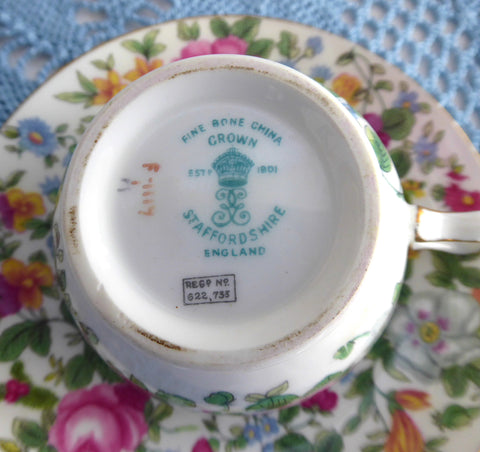 FINE BONE CHINA
CROWN
ESTD 1801
STAFFORDSHIRE
ENGLAND
REGD NO.
622,735